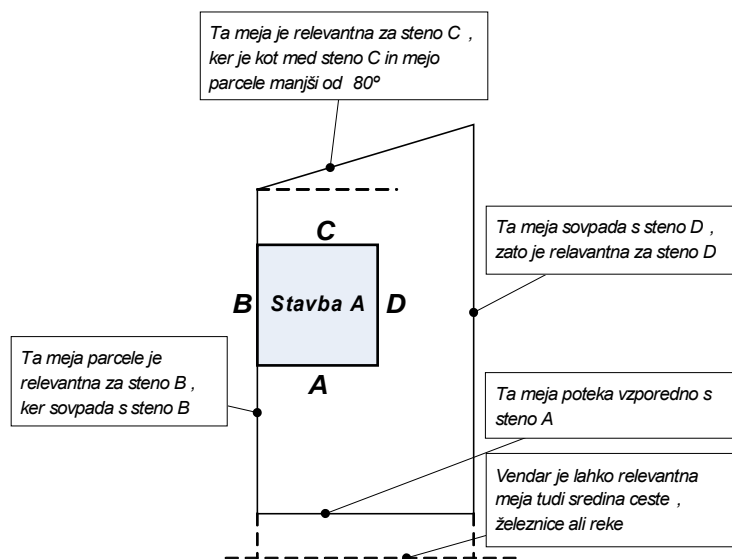 Ta meja je relevantna za steno C ,
ker je kot med steno C in mejo
parcele manjši od 80º
C
Ta meja sovpada s steno D ,
zato je relavantna za steno D
B
Stavba A
D
Ta meja parcele je
relevantna za steno B ,
ker sovpada s steno B
A
Ta meja poteka vzporedno s
steno A
Vendar je lahko relevantna
meja tudi sredina ceste ,
železnice ali reke